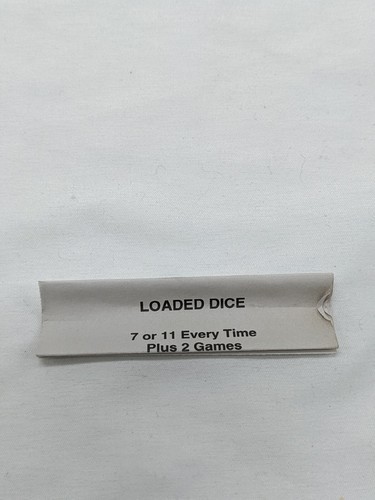 LOADED DICE
7 or 11 Every Time
Plus 2 Games